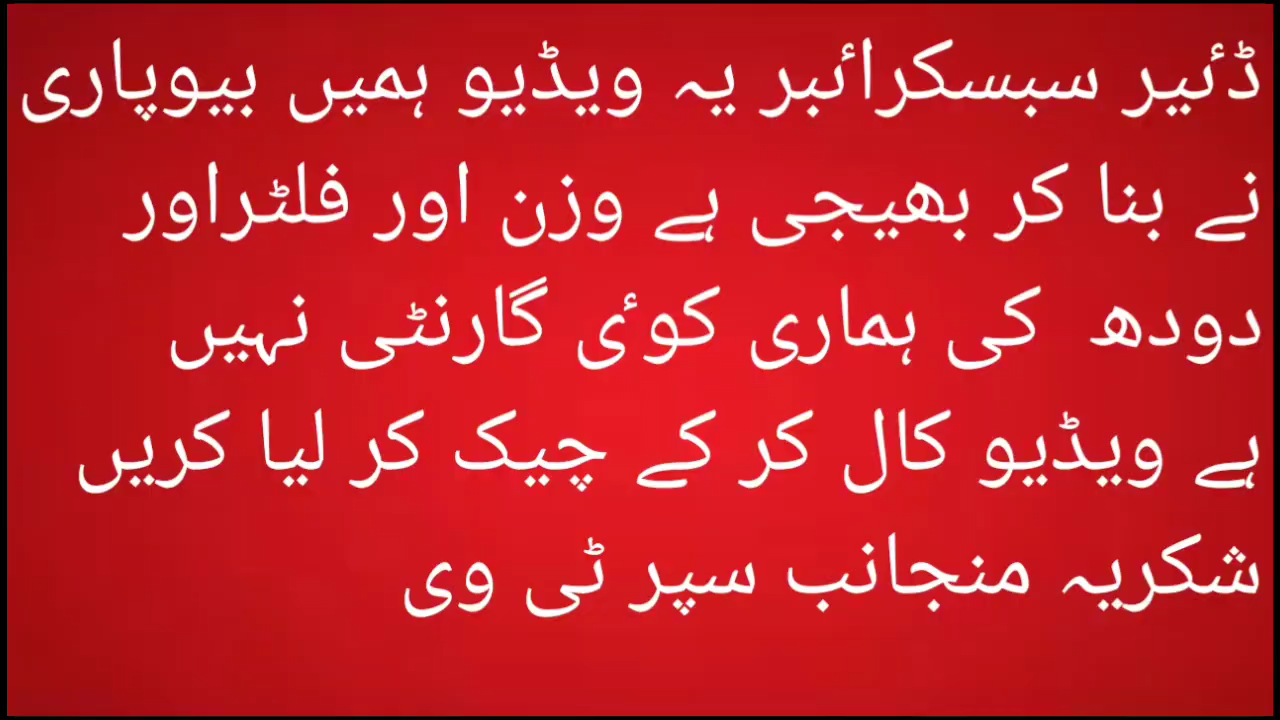 ڈئیر سبسکرائبر یہ ویڈیو ہمیں بیوپاری
نے بنا کر بھیجی ہے وزن اور فلٹراور
دودھ کی ہماری کوئی گارنٹی نہیں
ہے ویڈیو کال کر کے چیک کر لیا کریں
شکریہ منجانب سپر ٹی وی